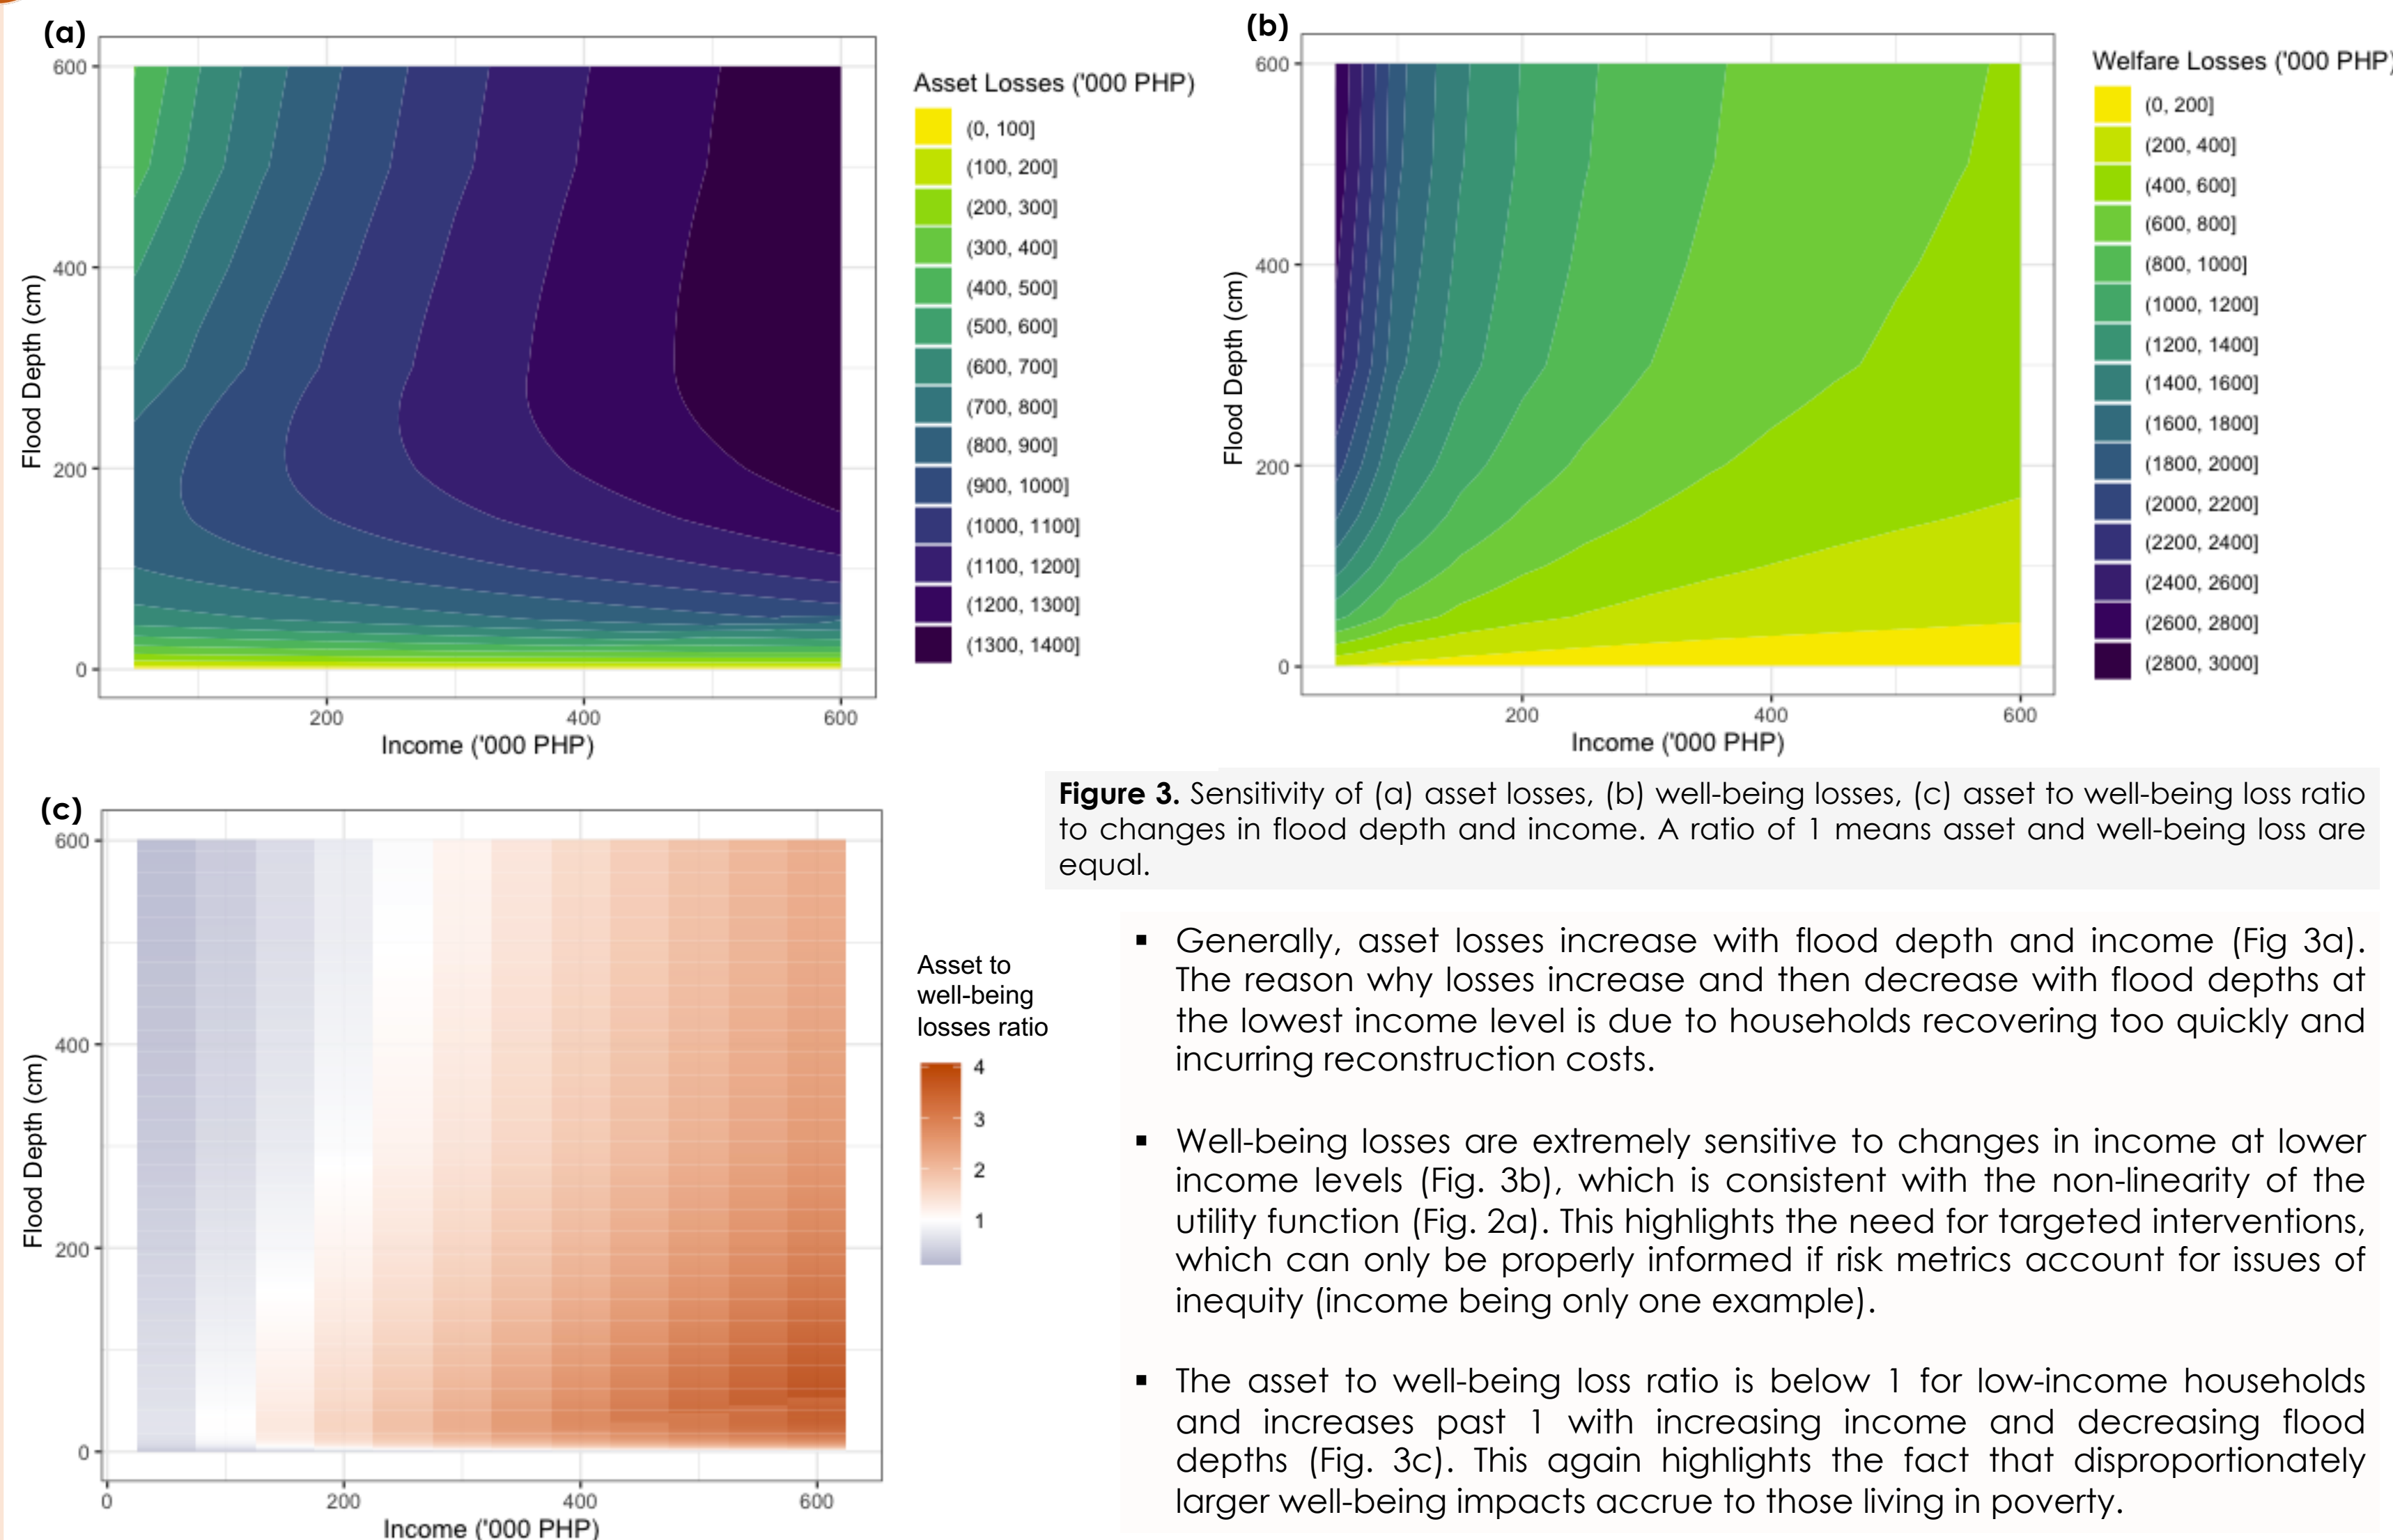 (a)
600
400
200
0
Flood Depth (cm)
200 400 600
Income ('000 PHP)
Asset Losses ('000 PHP)
(0, 100]
(100, 200]
(200, 300]
(300, 400]
(400, 500]
(500, 600]
(600, 700]
(700, 800]
(800, 900]
(900, 1000]
(1000, 1100]
(1100, 1200]
(1200, 1300]
(1300, 1400]
(b)
600
400
200
0
Flood Depth (cm)
200 400 600
Income ('000 PHP)
Welfare Losses ('000 PHP)
(0, 200]
(200, 400]
(400, 600]
(600, 800]
(800, 1000]
(1000, 1200]
(1200, 1400]
(1400, 1600]
(1600, 1800]
(1800, 2000]
(2000, 2200]
(2200, 2400]
(2400, 2600]
(2600, 2800]
(2800, 3000]
(c)
600
400
200
0
Flood Depth (cm)
0 200 400 600
Income ('000 PHP)
Asset to
well-being
losses ratio
4
3
2
1
Figure 3. Sensitivity of (a) asset losses, (b) well-being losses, (c) asset to well-being loss ratio
to changes in flood depth and income. A ratio of 1 means asset and well-being loss are
equal.
▪ Generally, asset losses increase with flood depth and income (Fig 3a).
The reason why losses increase and then decrease with flood depths at
the lowest income level is due to households recovering too quickly and
incurring reconstruction costs.
▪ Well-being losses are extremely sensitive to changes in income at lower
income levels (Fig. 3b), which is consistent with the non-linearity of the
utility function (Fig. 2a). This highlights the need for targeted interventions,
which can only be properly informed if risk metrics account for issues of
inequity (income being only one example).
▪ The asset to well-being loss ratio is below 1 for low-income households
and increases past 1 with increasing income and decreasing flood
depths (Fig. 3c). This again highlights the fact that disproportionately
larger well-being impacts accrue to those living in poverty.